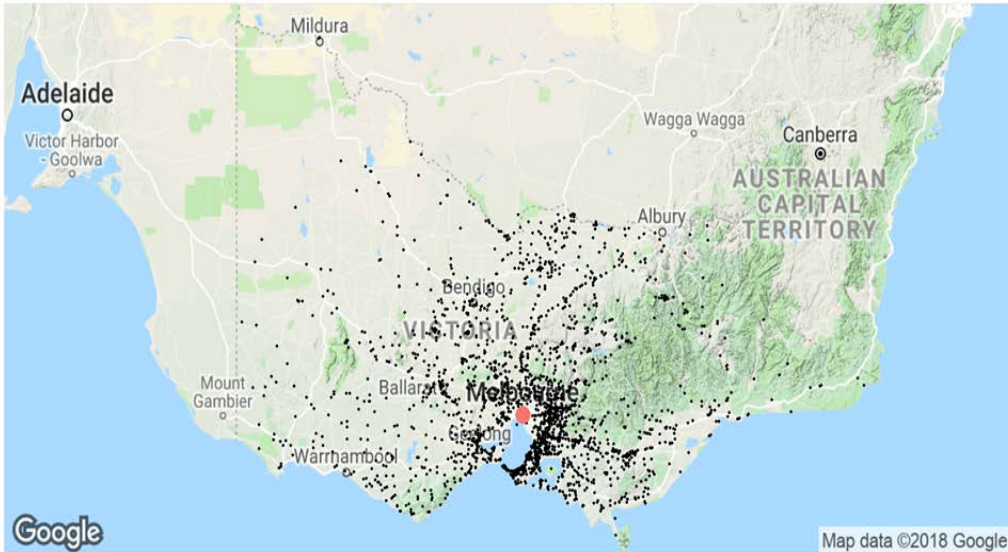 Mildura
Adelaide
Wagga Wagga
Victor Harbor
- Goolwa
Canberra
AUSTRALIAN
CAPITAL
TERRITORY
Albury
Bendigo
VICTORIA
Mount
Gambier
Ballarat
Melbourne
Geelong
Warrnambool
Google
Map data ©2018 Google